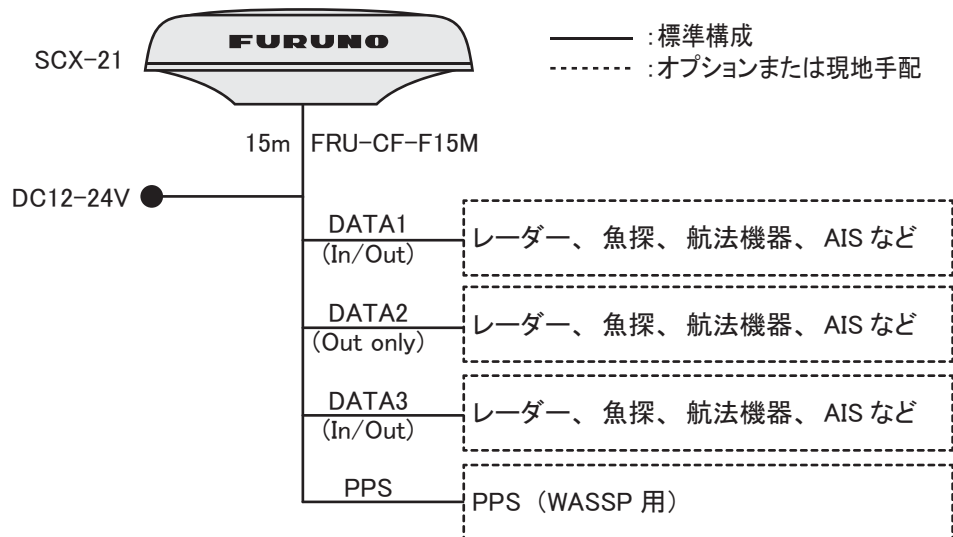 FURUNO
SCX-21
:標準構成
:オプションまたは現地手配
15m FRU-CF-F15M
DC12-24V
DATA1
(In/Out)
レーダー、 魚探、 航法機器、 AIS など
DATA2
(Out only)
レーダー、 魚探、 航法機器、 AIS など
DATA3
(In/Out)
レーダー、 魚探、 航法機器、 AIS など
PPS
PPS (WASSP 用)